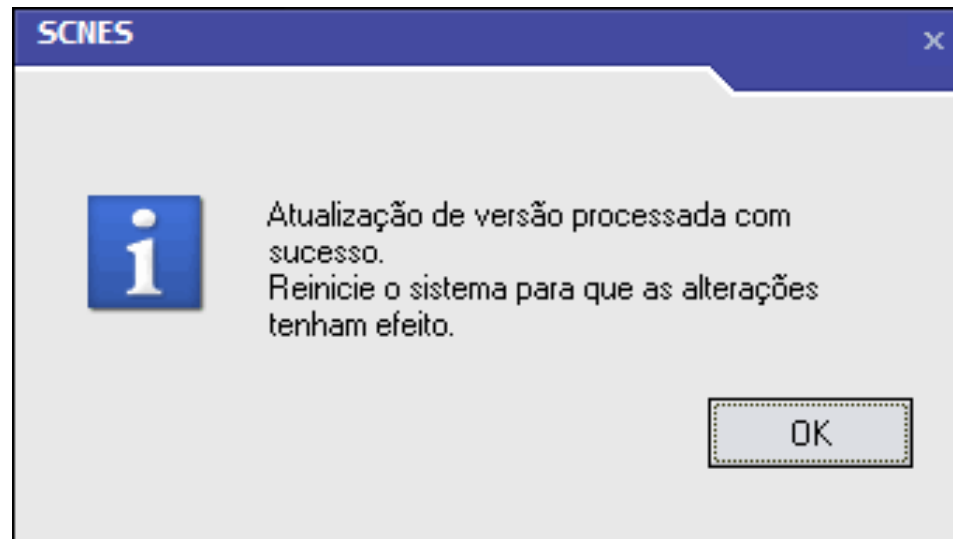 SCNES
Atualização de versão processada com
sucesso.
Reinicie o sistema para que as alterações
tenham efeito.
OK